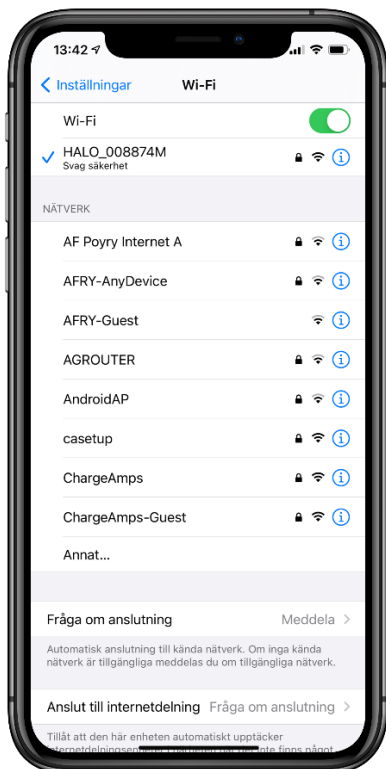 13:42
Inställningar Wi-Fi
Wi-Fi
HALO_008874M
Svag säkerhet
NÄTVERK
AF Poyry Internet A
AFRY-AnyDevice
AFRY-Guest
AGROUTER
AndroidAP
casetup
ChargeAmps
ChargeAmps-Guest
Annat...
Fråga om anslutning Meddela
Automatisk anslutning till kända nätverk. Om inga kända
nätverk är tillgängliga meddelas du om tillgängliga nätverk.
Anslut till internetdelning Fråga om anslutning
Tillåt att den här enheten automatiskt upptäcker
finns något